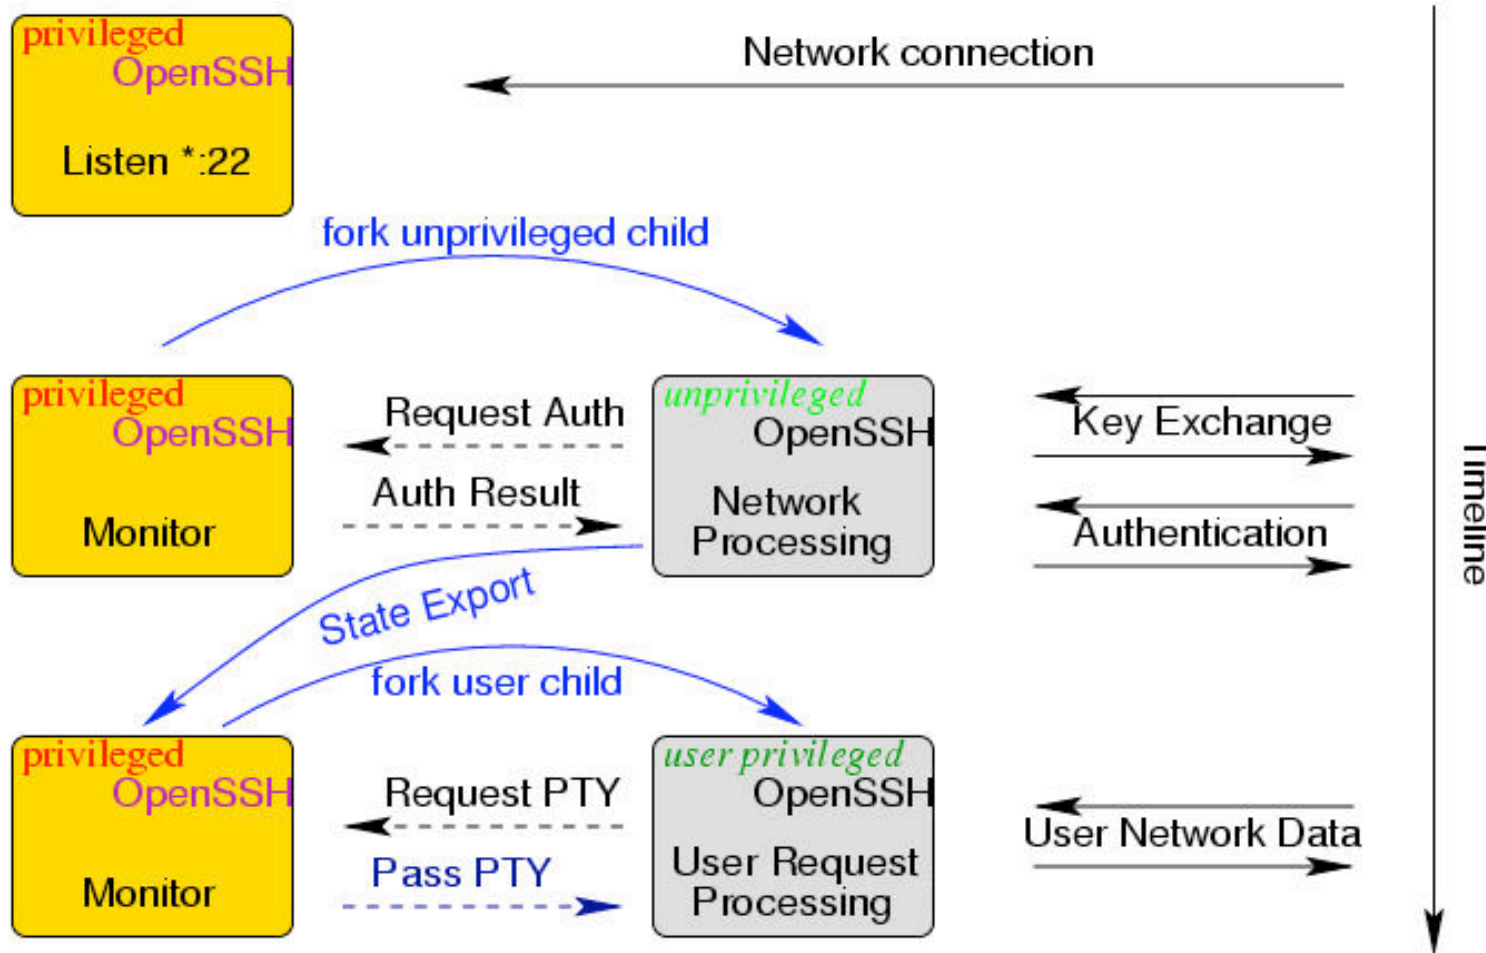 privileged
OpenSSH
Listen *:22
Network connection
fork unprivileged child
privileged
OpenSSH
Monitor
Request Auth
Auth Result
unprivileged
OpenSSH
Network
Processing
Key Exchange
Authentication
Timeline
State Export
fork user child
privileged
OpenSSH
Monitor
Request PTY
Pass PTY
user privileged
OpenSSH
User Request
Processing
User Network Data